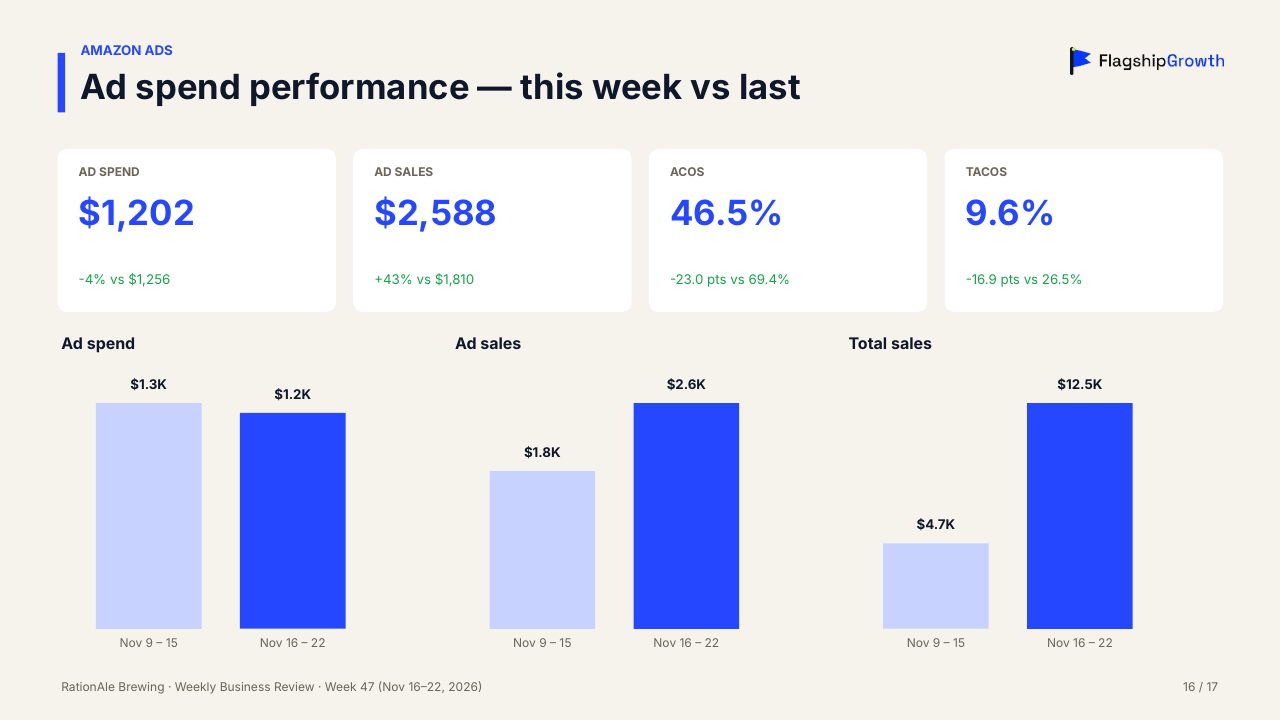 AMAZON ADS
Ad spend performance — this week vs last
FlagshipGrowth
AD SPEND
$1,202
-4% vs $1,256
AD SALES
$2,588
+43% vs $1,810
ACOS
46.5%
-23.0 pts vs 69.4%
TACOS
9.6%
-16.9 pts vs 26.5%
Ad spend
$1.3K
$1.2K
Nov 9 – 15
Nov 16 – 22
Ad sales
$1.8K
$2.6K
Nov 9 – 15
Nov 16 – 22
Total sales
$4.7K
$12.5K
Nov 9 – 15
Nov 16 – 22
RationAle Brewing · Weekly Business Review · Week 47 (Nov 16–22, 2026)
16 / 17